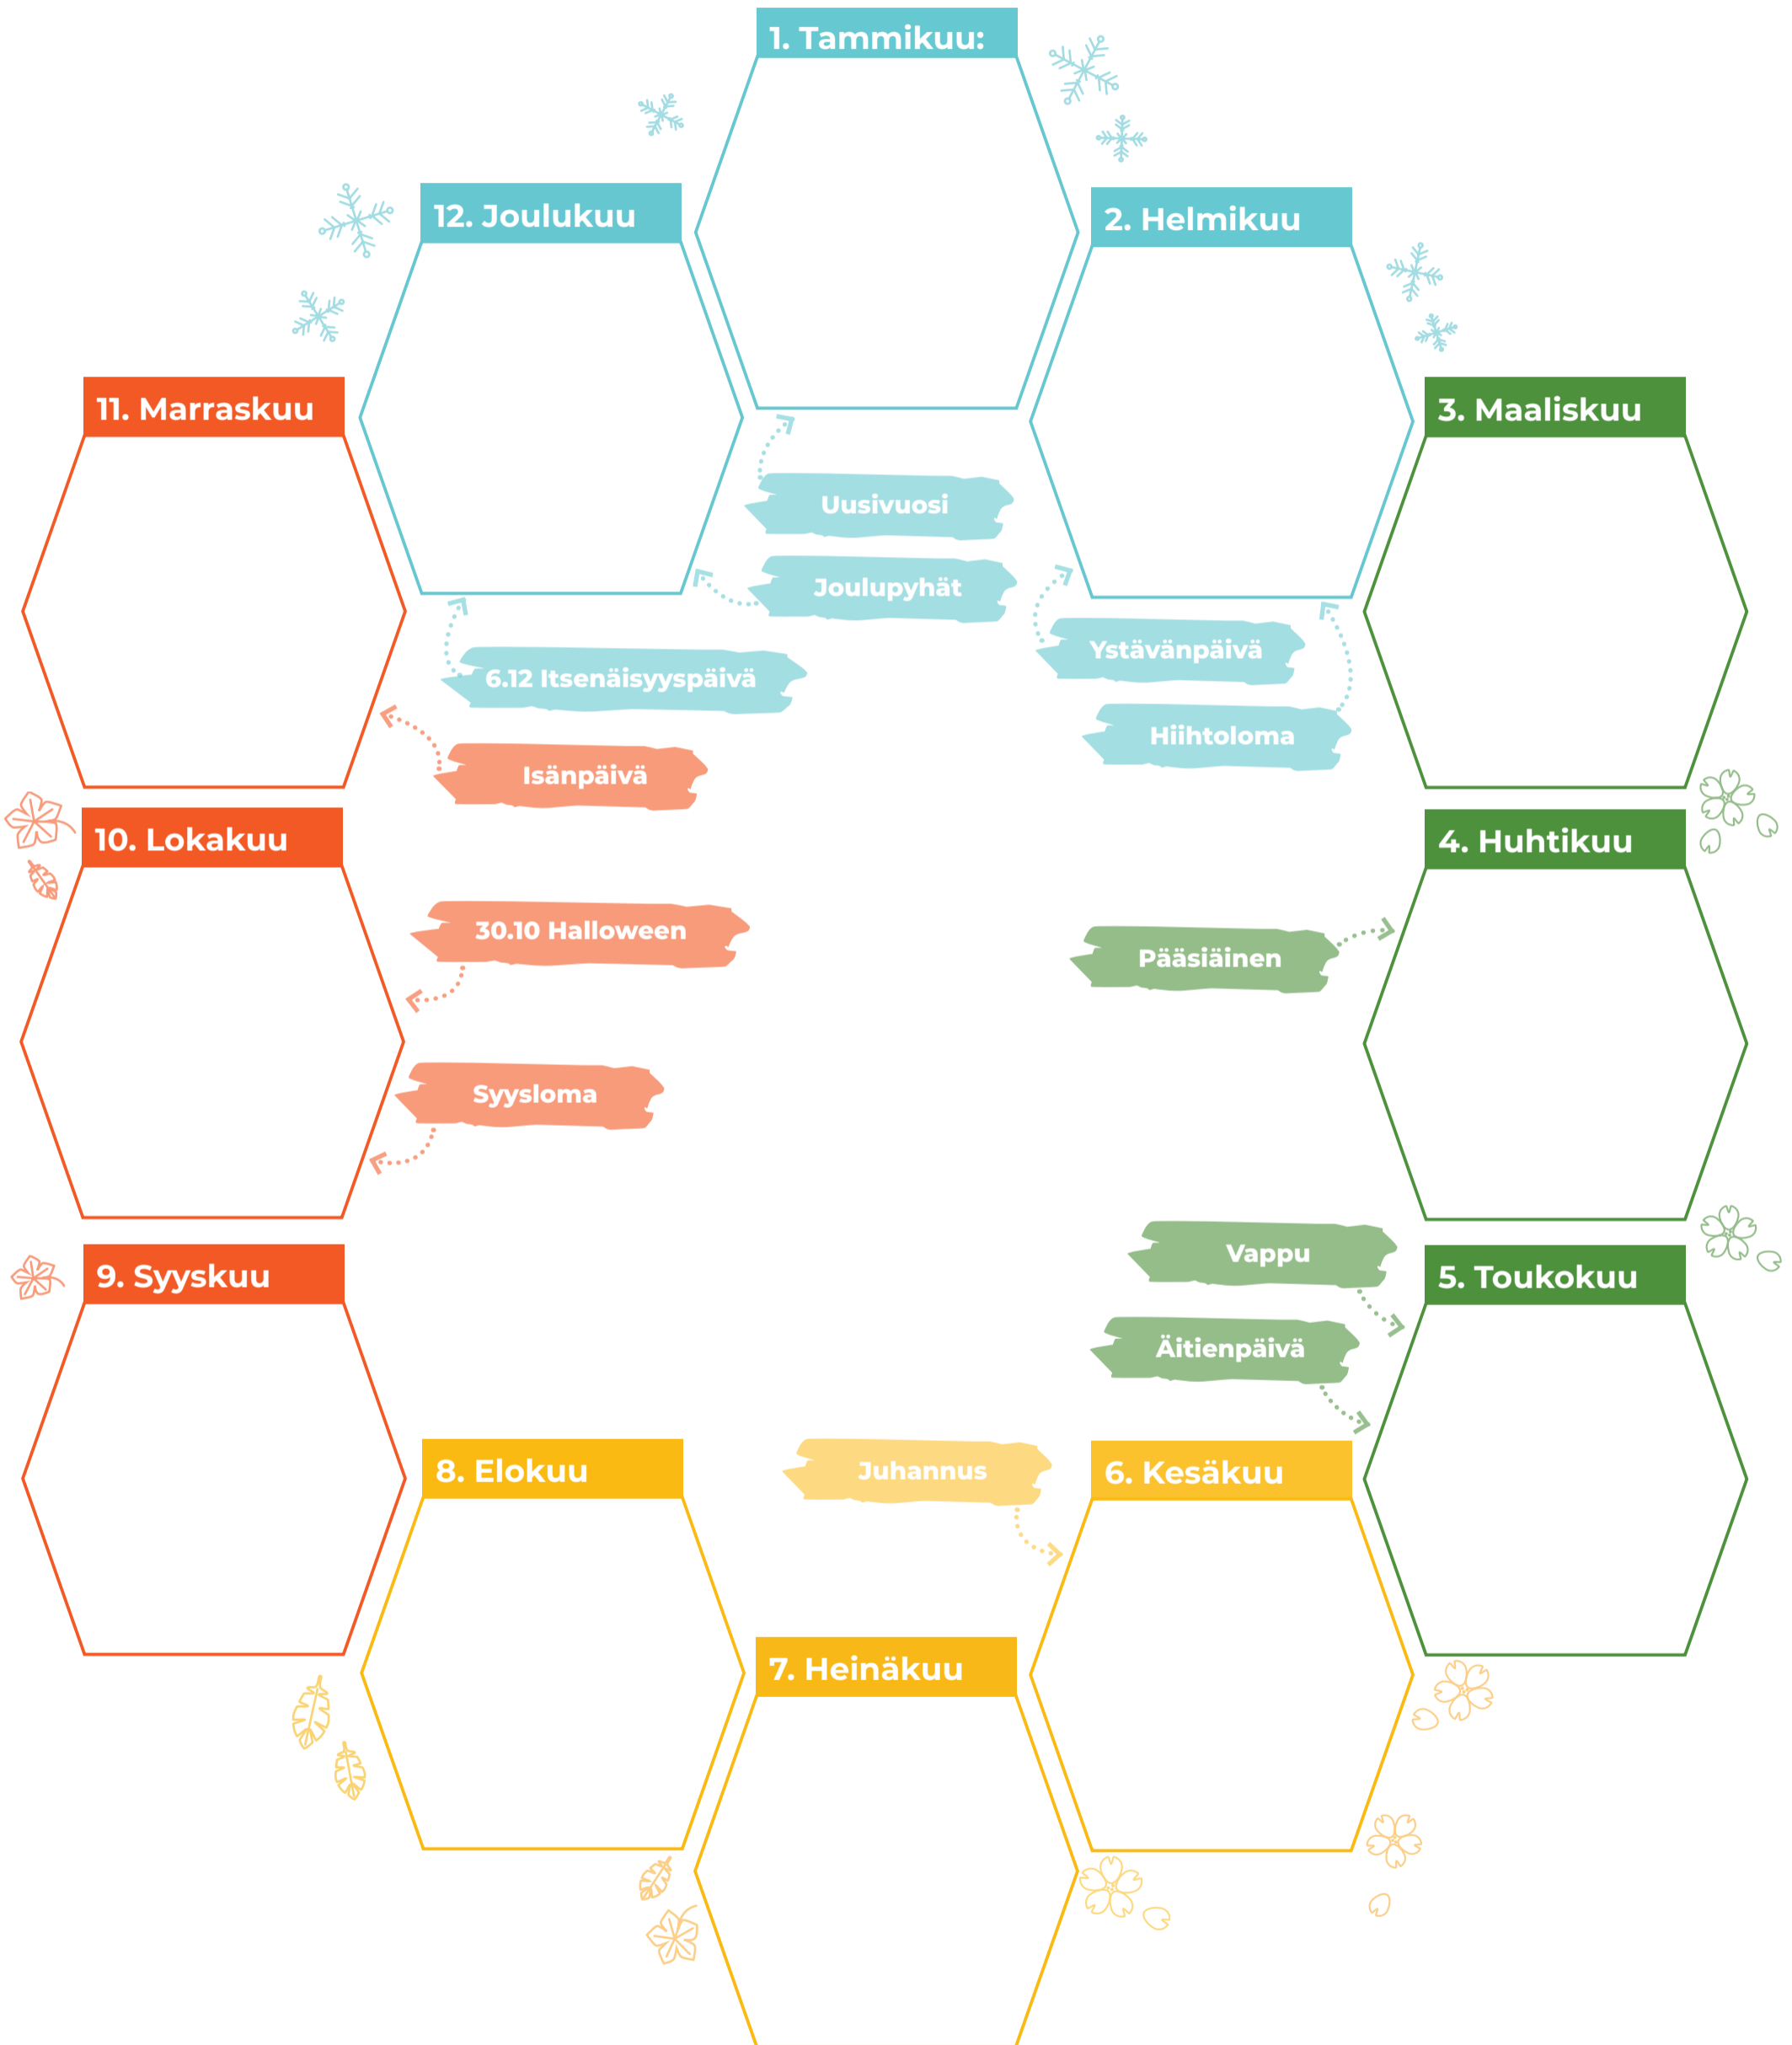 1. Tammikuu:
12. Joulukuu
2. Helmikuu
11. Marraskuu
3. Maaliskuu
Uusivuosi
Joulupyhät
Ystävänpäivä
6.12 Itsenäisyyspäivä
Hiihtoloma
Isänpäivä
10. Lokakuu
4. Huhtikuu
30.10 Halloween
Pääsiäinen
Syysloma
Vappu
9. Syyskuu
5. Toukokuu
Äitienpäivä
8. Elokuu
Juhannus
6. Kesäkuu
7. Heinäkuu